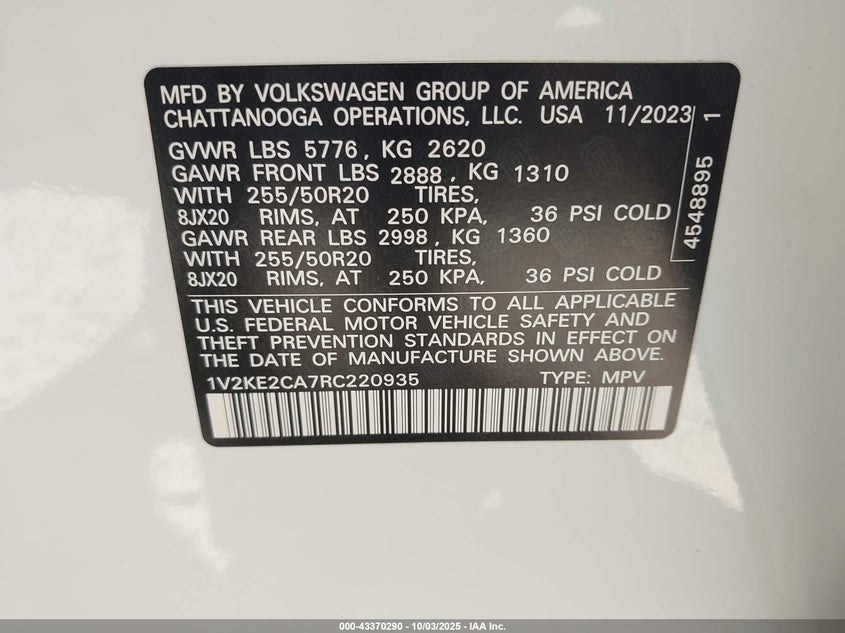 MFD BY VOLKSWAGEN GROUP OF AMERICA
CHATTANOOGA OPERATIONS, LLC. USA 11/2023
GVWR LBS 5776, KG 2620
GAWR FRONT LBS 2888, KG 1310
WITH 255/50R20 TIRES,
8JX20 RIMS, AT 250 KPA, 36 PSI COLD
GAWR REAR LBS 2998, KG 1360
WITH 255/50R20 TIRES,
8JX20 RIMS, AT 250 KPA, 36 PSI COLD
THIS VEHICLE CONFORMS TO ALL APPLICABLE
U.S. FEDERAL MOTOR VEHICLE SAFETY AND
THEFT PREVENTION STANDARDS IN EFFECT ON
THE DATE OF MANUFACTURE SHOWN ABOVE.
1V2KE2CA7RC220935 TYPE: MPV
4548895 1
000-43370290 - 10/03/2025 - IAA Inc.